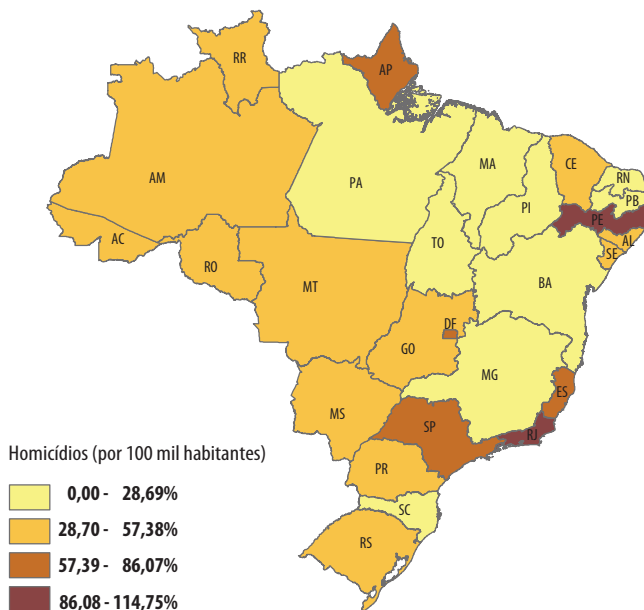 RR
AP
AM
PA
MA
CE
RN
PB
PI
PE
AL
SE
AC
RO
TO
BA
MT
DF
GO
MG
MS
ES
SP
RJ
PR
SC
RS
Homicídios (por 100 mil habitantes)
0,00 - 28,69%
28,70 - 57,38%
57,39 - 86,07%
86,08 - 114,75%